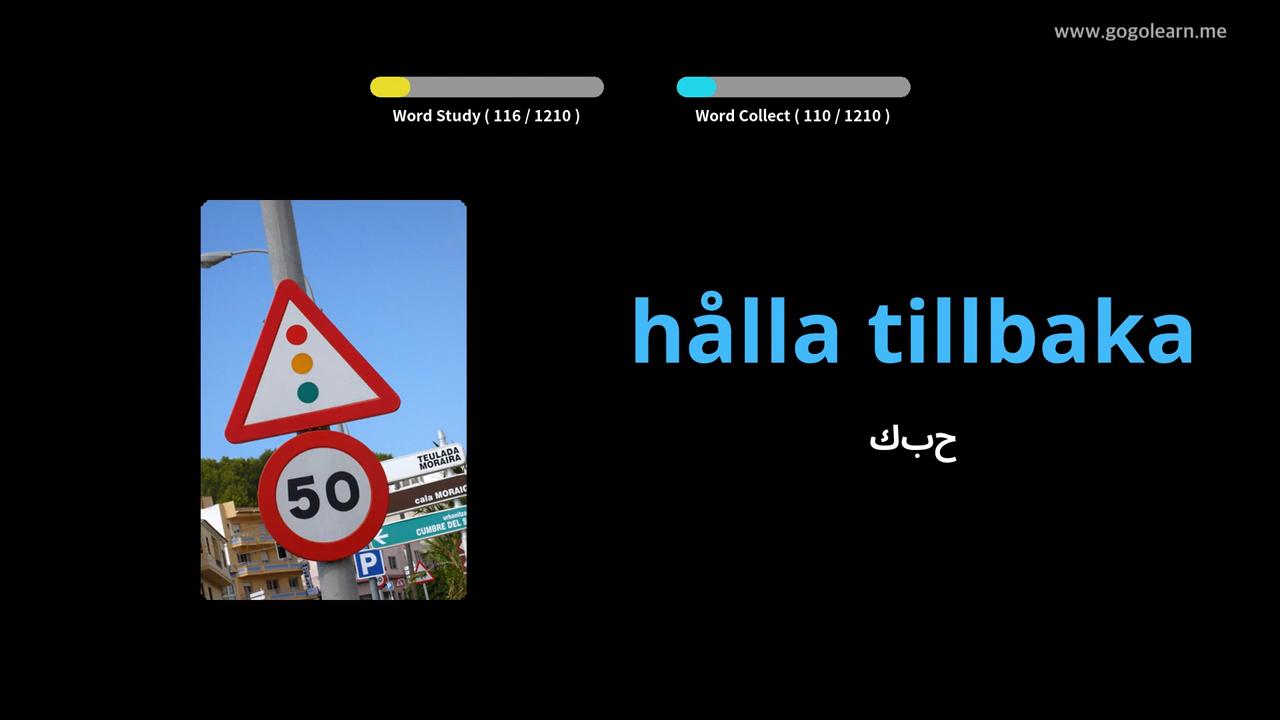 www.gogolearn.me
Word Study ( 116 / 1210 )
Word Collect ( 110 / 1210 )
hålla tillbaka
حبك
50
TEULADA
MORAIRA
cala MORAIG
CUMBRE DEL S
P